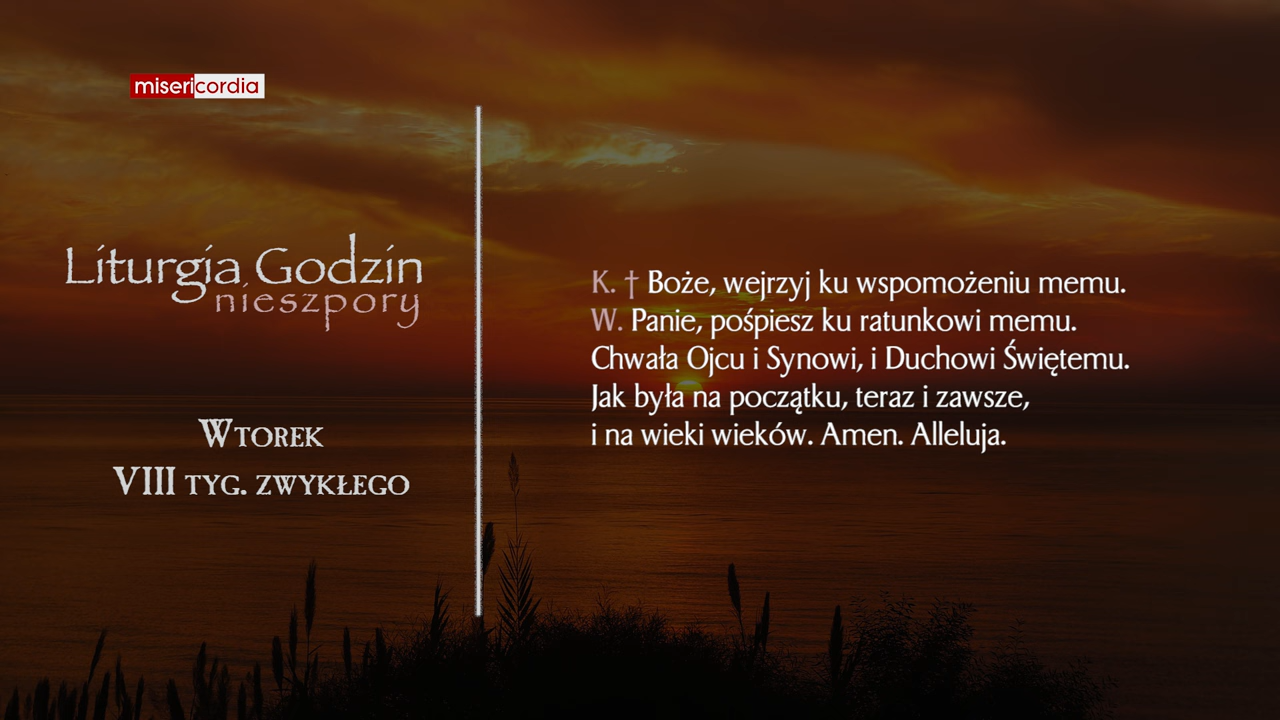 misericordia
Liturgia Godzin
nieszpory
Wtorek
VIII tyg. zwykłego
K. † Boże, wejrzyj ku wspomożeniu memu.
W. Panie, pośpiesz ku ratunkowi memu.
Chwała Ojcu i Synowi, i Duchowi Świętemu.
Jak była na początku, teraz i zawsze,
i na wieki wieków. Amen. Alleluja.